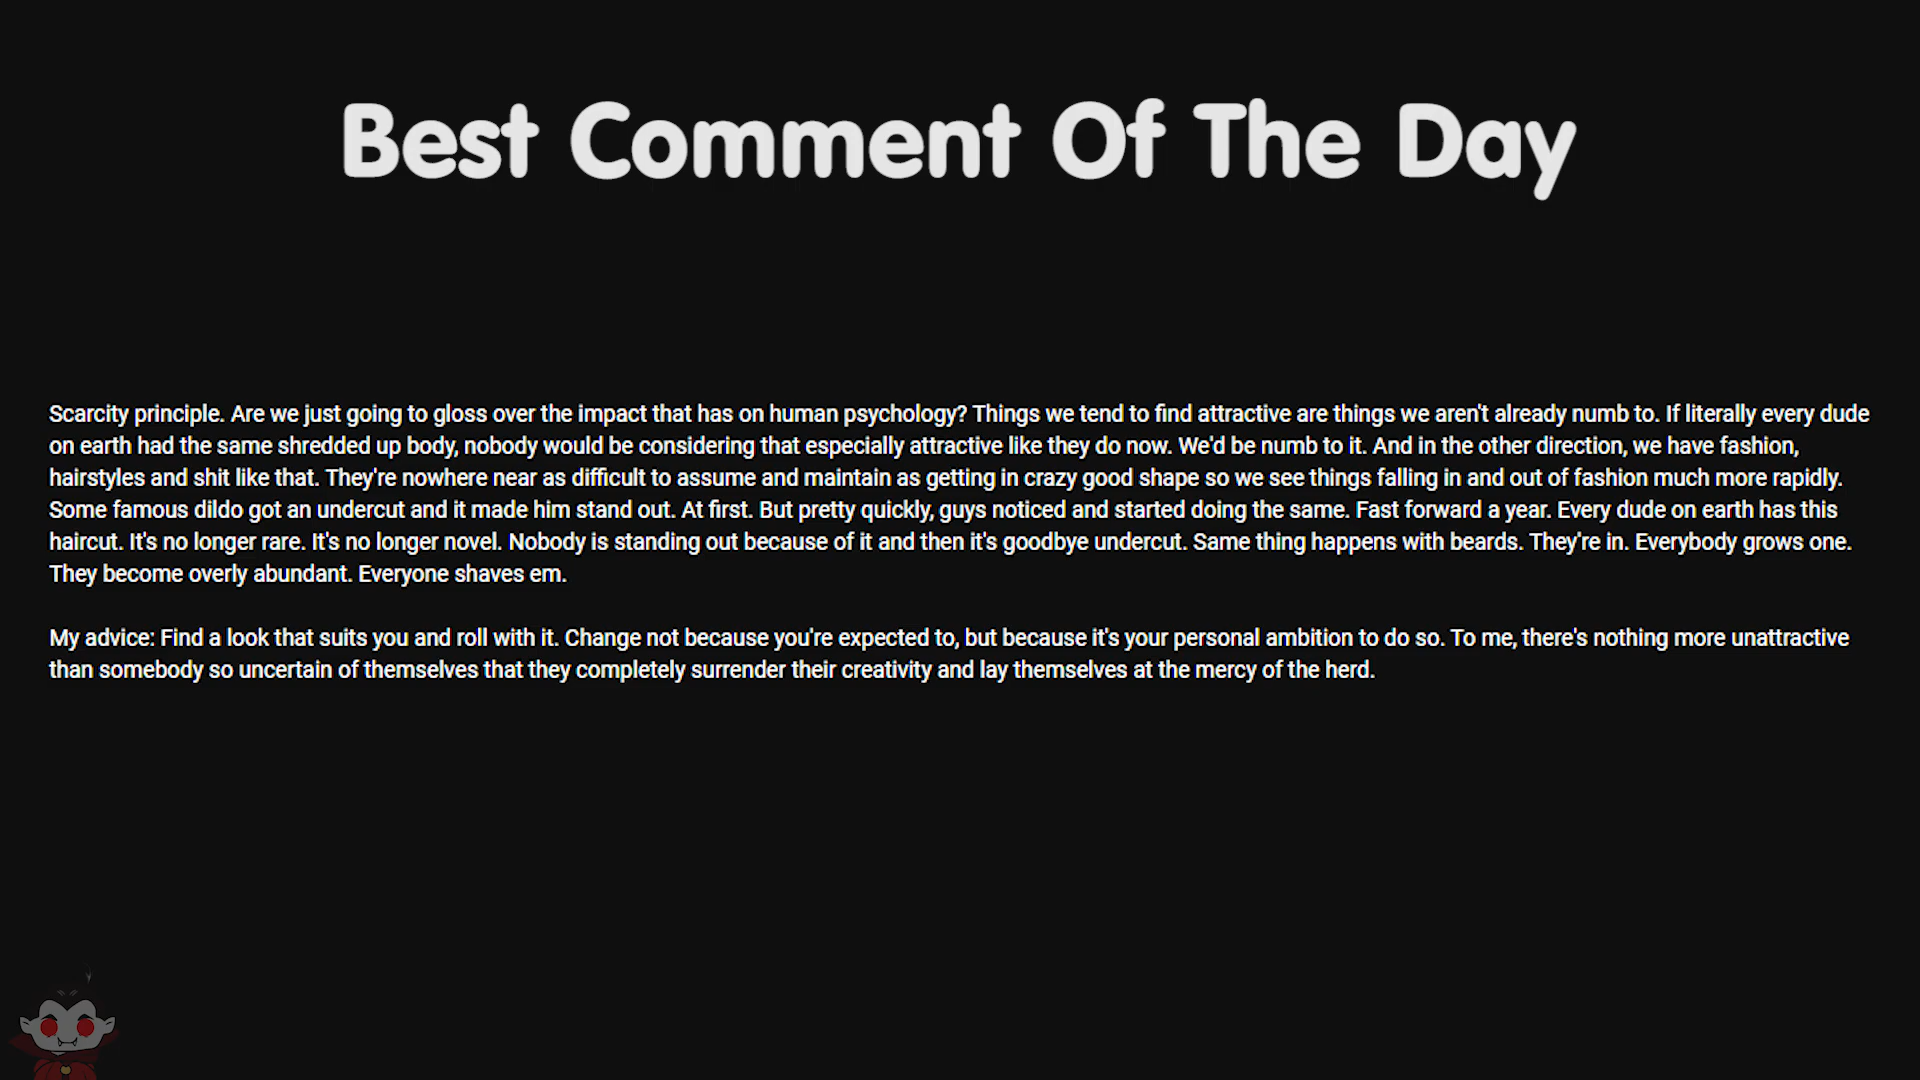 Best Comment Of The Day
Scarcity principle. Are we just going to gloss over the impact that has on human psychology? Things we tend to find attractive are things we aren't already numb to. If literally every dude
on earth had the same shredded up body, nobody would be considering that especially attractive like they do now. We'd be numb to it. And in the other direction, we have fashion,
hairstyles and shit like that. They're nowhere near as difficult to assume and maintain as getting in crazy good shape so we see things falling in and out of fashion much more rapidly.
Some famous dildo got an undercut and it made him stand out. At first. But pretty quickly, guys noticed and started doing the same. Fast forward a year. Every dude on earth has this
haircut. It's no longer rare. It's no longer novel. Nobody is standing out because of it and then it's goodbye undercut. Same thing happens with beards. They're in. Everybody grows one.
They become overly abundant. Everyone shaves em.
My advice: Find a look that suits you and roll with it. Change not because you're expected to, but because it's your personal ambition to do so. To me, there's nothing more unattractive
than somebody so uncertain of themselves that they completely surrender their creativity and lay themselves at the mercy of the herd.